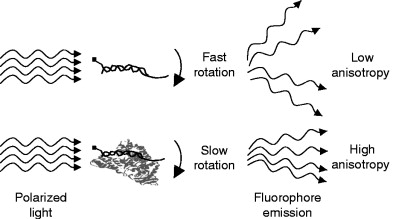 Fast
rotation
Low
anisotropy
Slow
rotation
High
anisotropy
Polarized
light
Fluorophore
emission